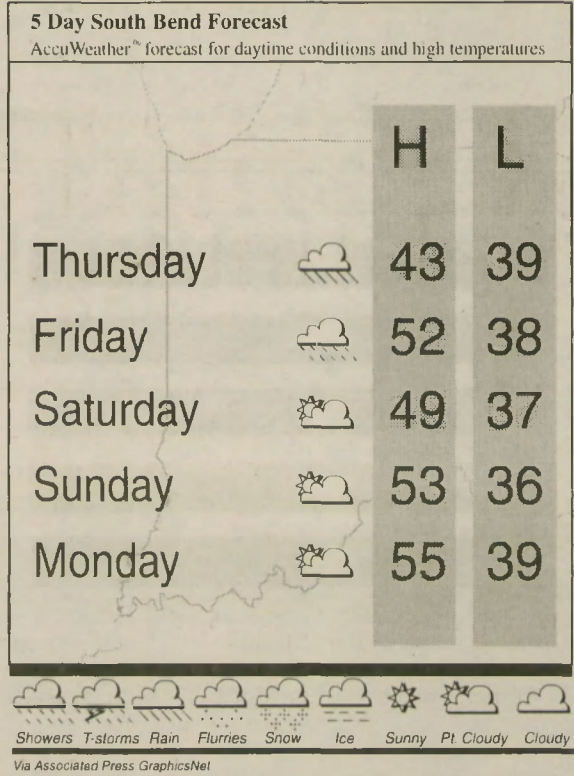 5 Day South Bend Forecast
AccuWeather™ forecast for daytime conditions and high temperatures
H L
Thursday 43 39
Friday 52 38
Saturday 49 37
Sunday 53 36
Monday 55 39
Showers T-storms Rain Flurries Snow Ice Sunny Pt. Cloudy Cloudy
Via Associated Press GraphicsNet